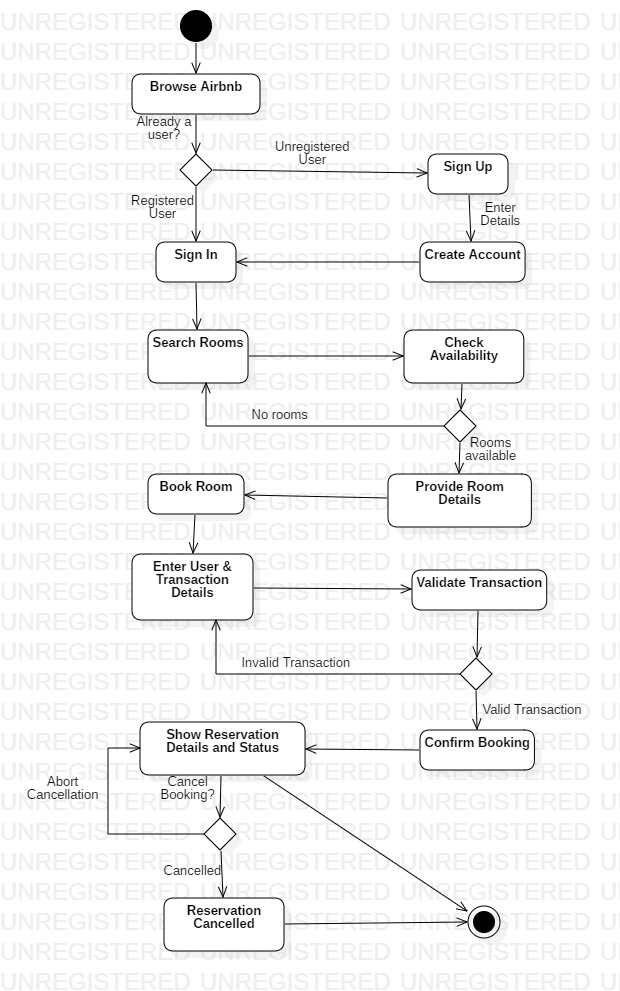 Browse Airbnb
Already a
user?
Unregistered
User
Sign Up
Registered
User
Enter
Details
Sign In
Create Account
Search Rooms
Check
Availability
No rooms
Rooms
available
Book Room
Provide Room
Details
Enter User &
Transaction
Details
Validate Transaction
Invalid Transaction
Valid Transaction
Show Reservation
Details and Status
Confirm Booking
Abort
Cancellation
Cancel
Booking?
Cancelled
Reservation
Cancelled
UNREGISTERED